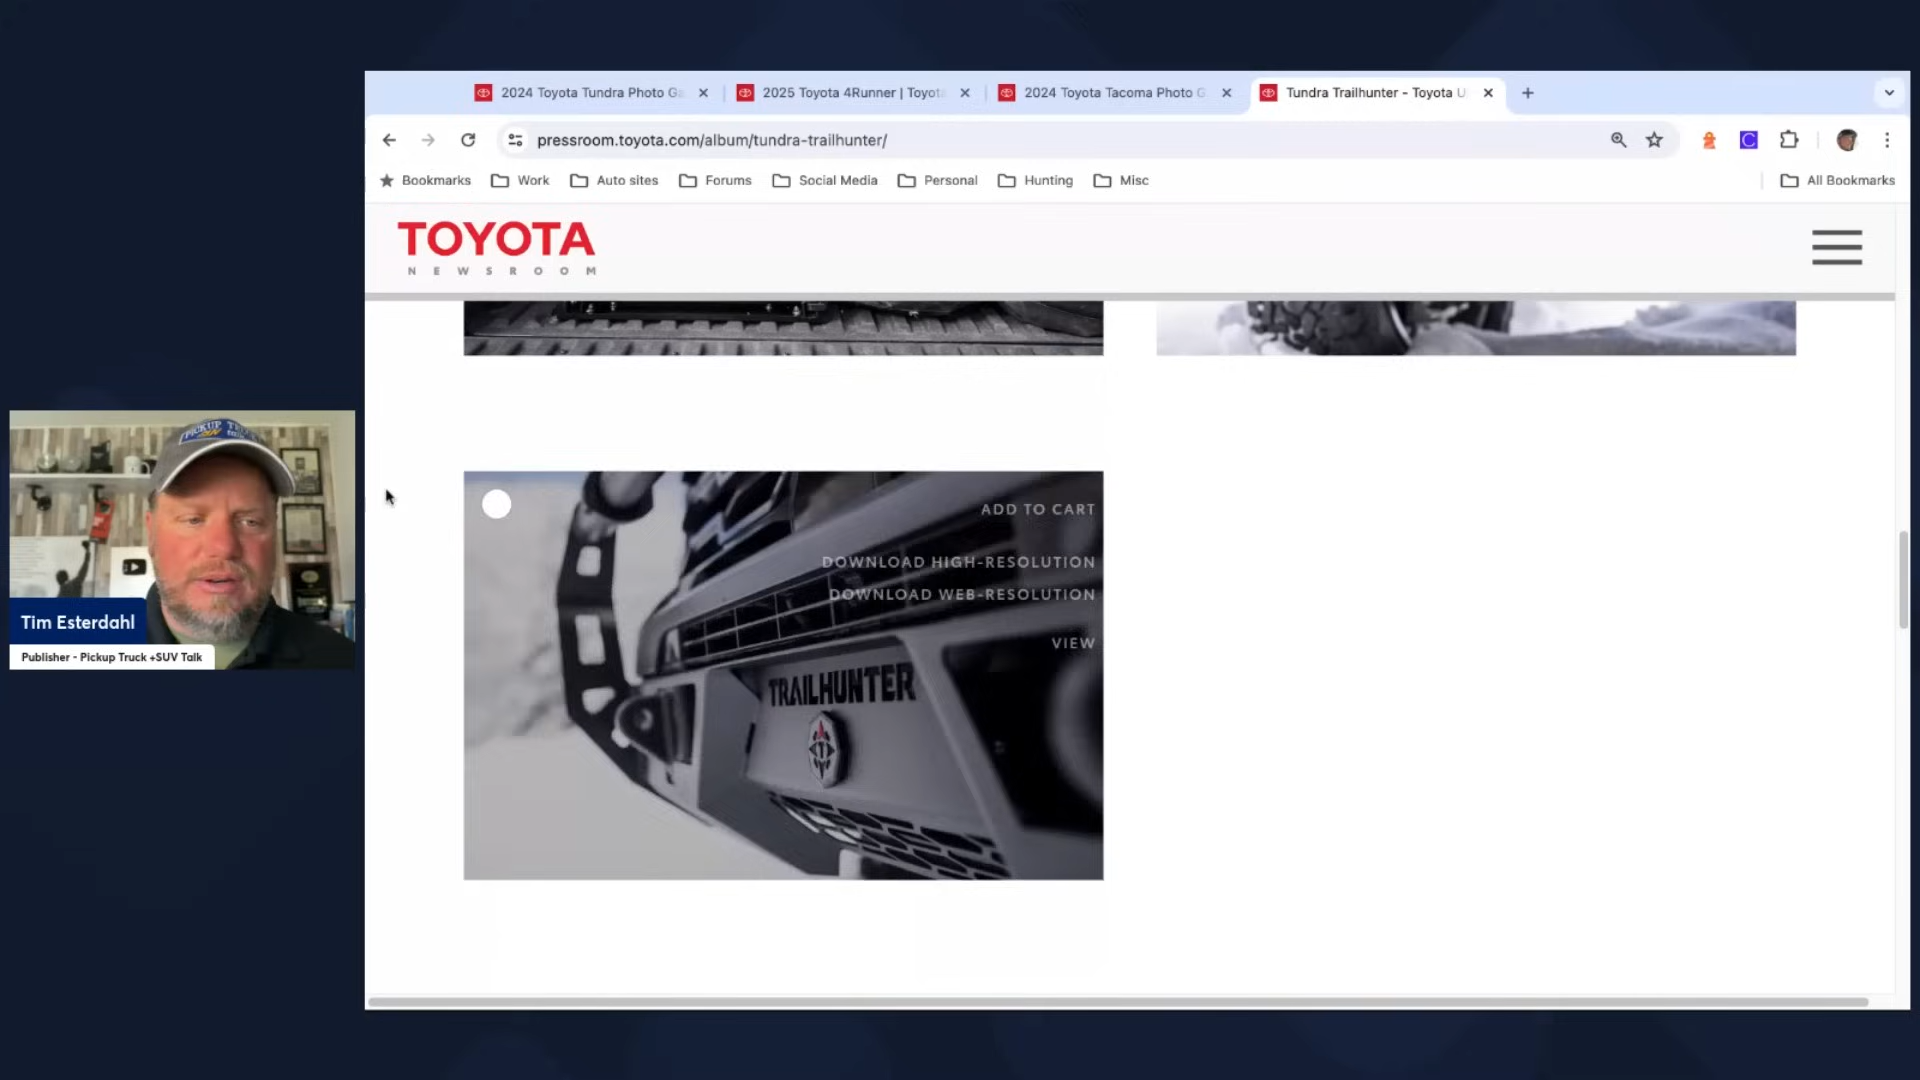 2024 Toyota Tundra Photo Ga
2025 Toyota 4Runner | Toyot
2024 Toyota Tacoma Photo G
Tundra Trailhunter - Toyota U
pressroom.toyota.com/album/tundra-trailhunter/
Bookmarks
Work
Auto sites
Forums
Social Media
Personal
Hunting
Misc
All Bookmarks
TOYOTA
NEWSROOM
ADD TO CART
DOWNLOAD HIGH-RESOLUTION
DOWNLOAD WEB-RESOLUTION
VIEW
TRAILHUNTER
PICKUP
Tim Esterdahl
Publisher - Pickup Truck +SUV Talk